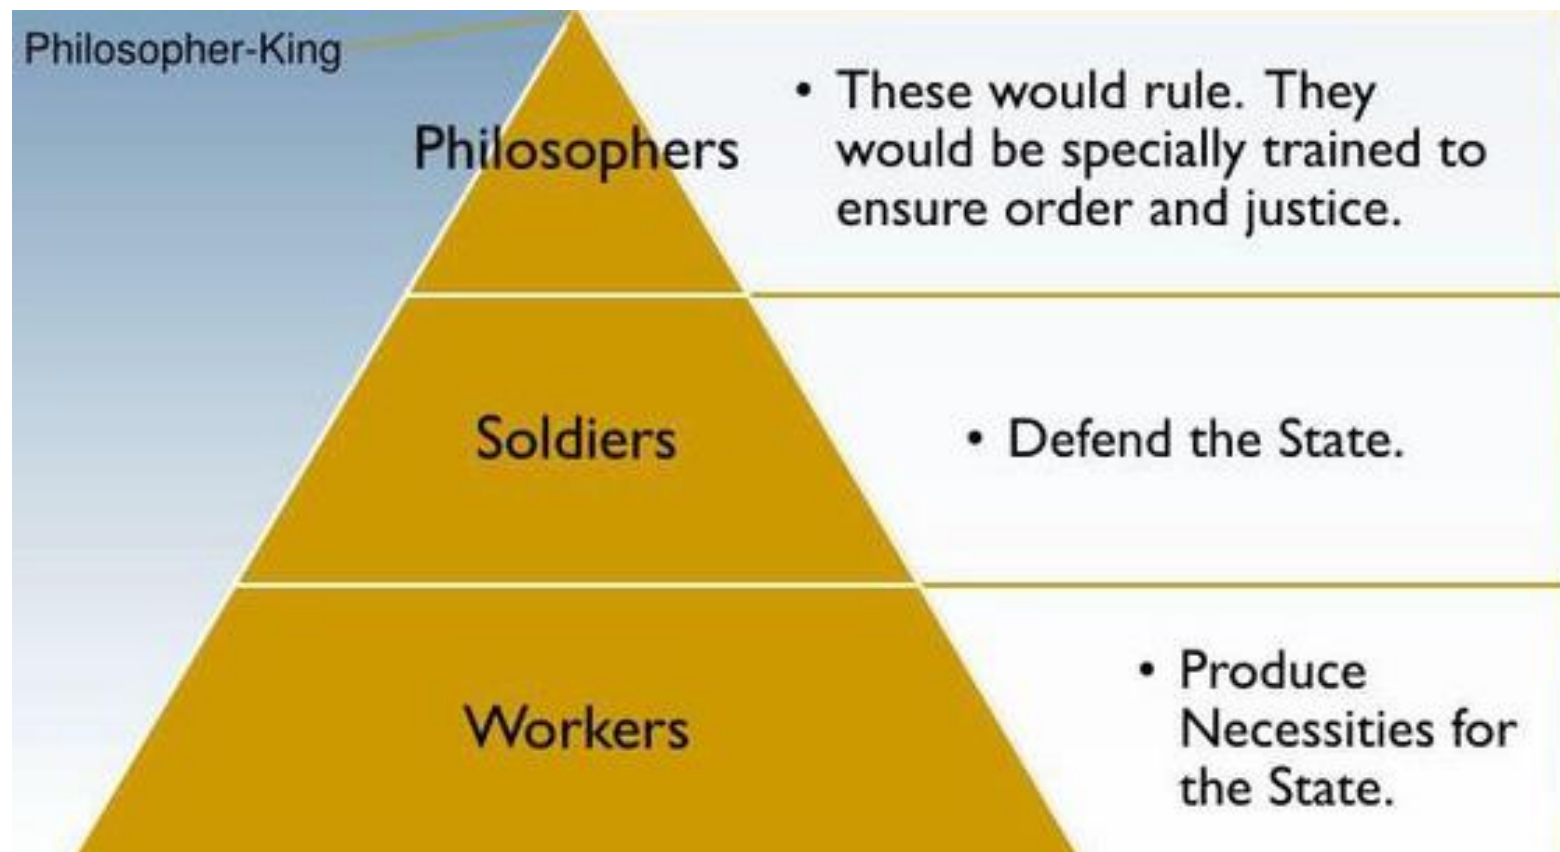 Philosopher-King
Philosophers
• These would rule. They
would be specially trained to
ensure order and justice.
Soldiers
• Defend the State.
Workers
• Produce
Necessities for
the State.